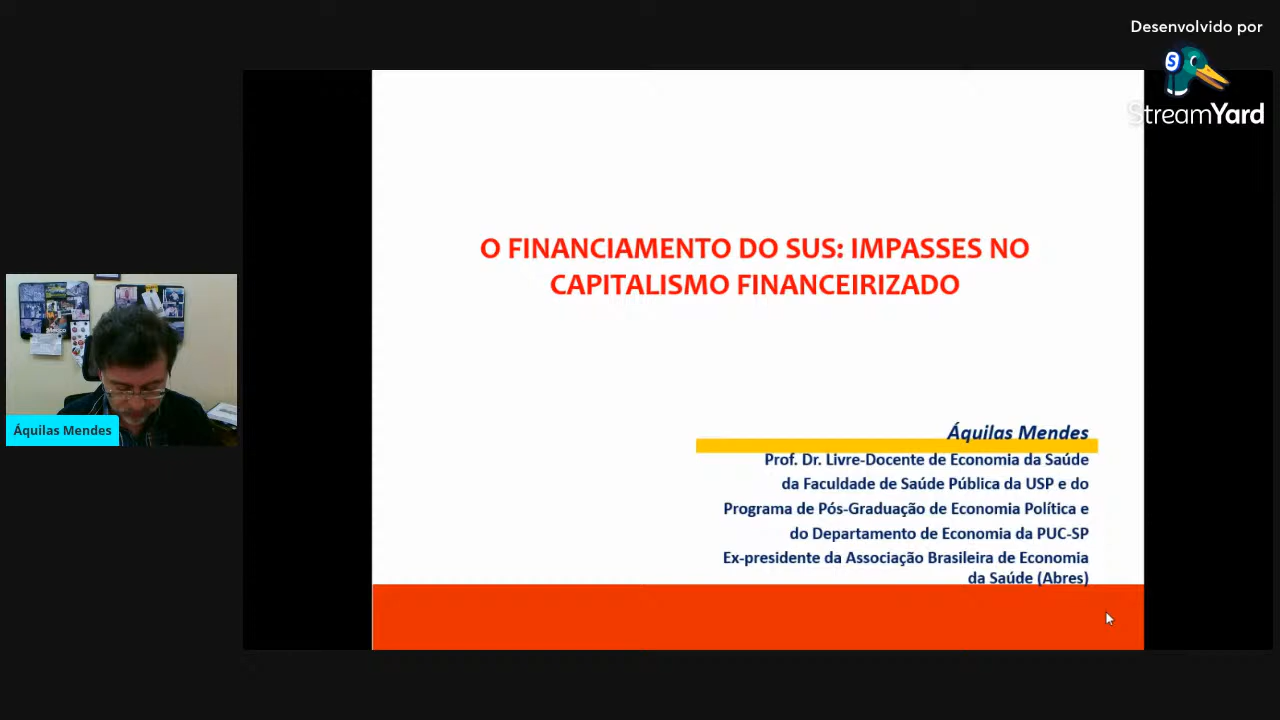 Desenvolvido por
StreamYard
O FINANCIAMENTO DO SUS: IMPASSES NO
CAPITALISMO FINANCEIRIZADO
Áquilas Mendes
Prof. Dr. Livre-Docente de Economia da Saúde
da Faculdade de Saúde Pública da USP e do
Programa de Pós-Graduação de Economia Política e
do Departamento de Economia da PUC-SP
Ex-presidente da Associação Brasileira de Economia
da Saúde (Abres)
Áquilas Mendes